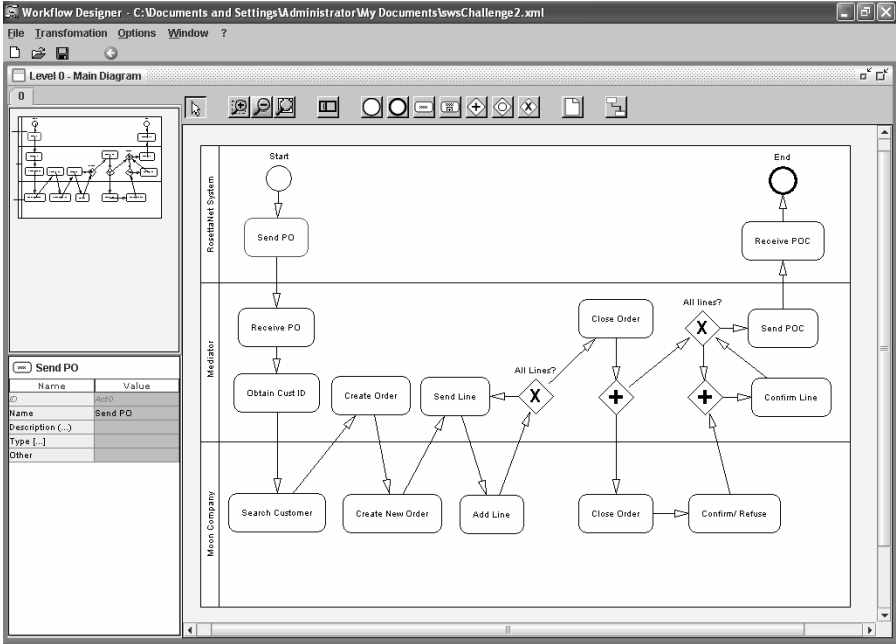 Workflow Designer - C:\Documents and Settings\Administrator\My Documents\swsChallenge2.xml
File Transfomation Options Window ?
Level 0 - Main Diagram
0
Start
End
RosettaNet System
Send PO
Receive POC
Mediator
Receive PO
Close Order
All lines?
X
Send POC
Obtain Cust ID
Create Order
Send Line
All Lines?
X
+
+
Confirm Line
Moon Company
Search Customer
Create New Order
Add Line
Close Order
Confirm/ Refuse
Send PO
Name Value
ID Act0
Name Send PO
Description (...)
Type [...]
Other